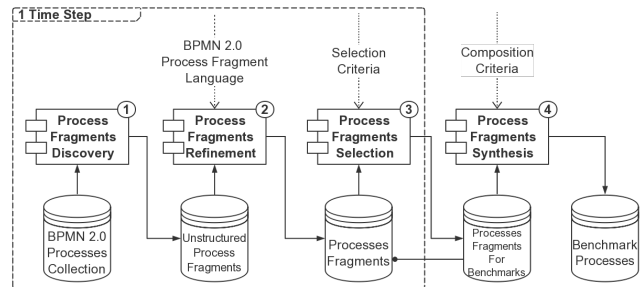 1 Time Step
BPMN 2.0
Process Fragment
Language
Selection
Criteria
Composition
Criteria
1
Process
Fragments
Discovery
2
Process
Fragments
Refinement
3
Process
Fragments
Selection
4
Process
Fragments
Synthesis
BPMN 2.0
Processes
Collection
Unstructured
Process
Fragments
Processes
Fragments
Processes
Fragments
For
Benchmarks
Benchmark
Processes